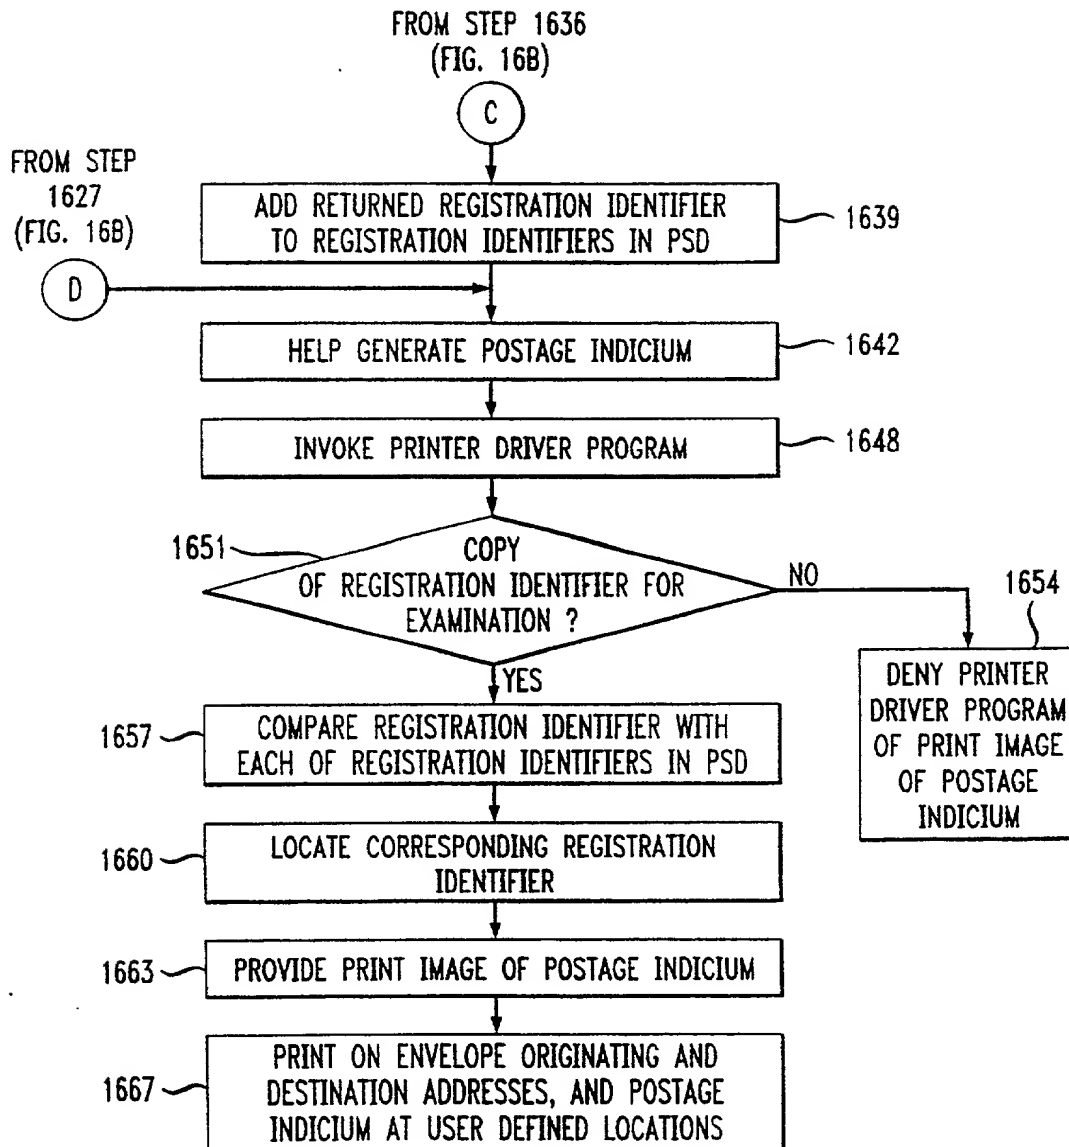 FROM STEP 1636
(FIG. 16B)
C
FROM STEP
1627
(FIG. 16B)
D
ADD RETURNED REGISTRATION IDENTIFIER
TO REGISTRATION IDENTIFIERS IN PSD
1639
HELP GENERATE POSTAGE INDICIUM
1642
INVOKE PRINTER DRIVER PROGRAM
1648
1651
COPY
OF REGISTRATION IDENTIFIER FOR
EXAMINATION ?
NO
1654
DENY PRINTER
DRIVER PROGRAM
OF PRINT IMAGE
OF POSTAGE
INDICIUM
YES
1657
COMPARE REGISTRATION IDENTIFIER WITH
EACH OF REGISTRATION IDENTIFIERS IN PSD
1660
LOCATE CORRESPONDING REGISTRATION
IDENTIFIER
1663
PROVIDE PRINT IMAGE OF POSTAGE INDICIUM
1667
PRINT ON ENVELOPE ORIGINATING AND
DESTINATION ADDRESSES, AND POSTAGE
INDICIUM AT USER DEFINED LOCATIONS